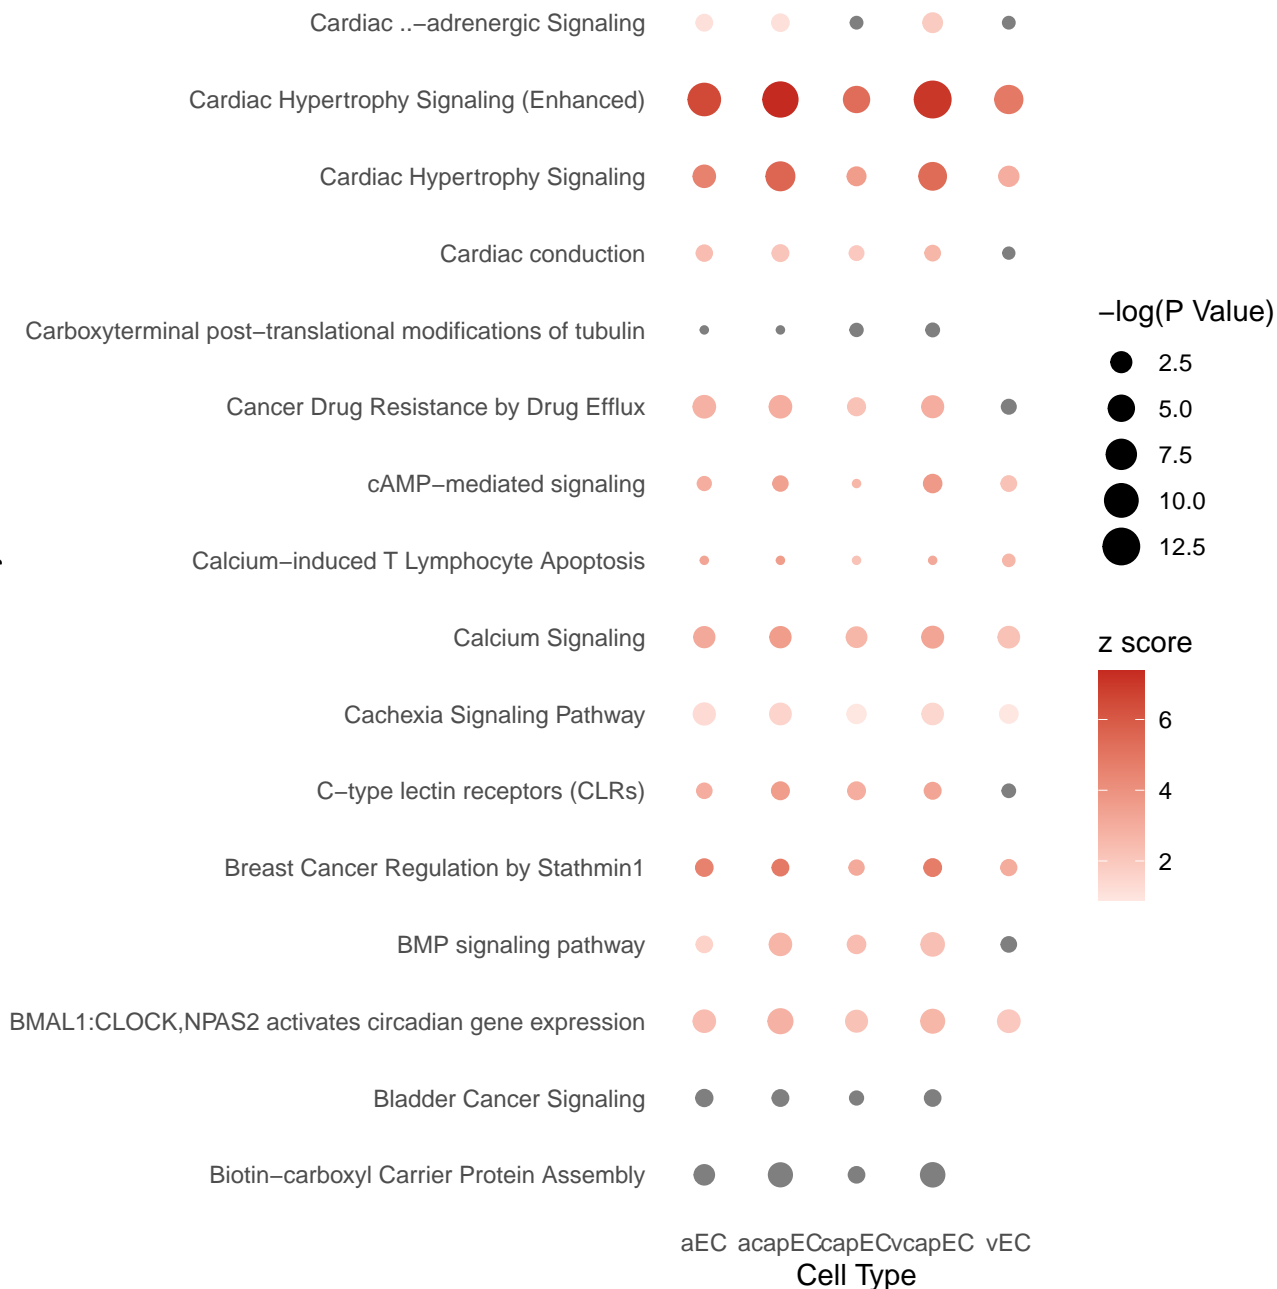 Cardiac ..−adrenergic Signaling
Cardiac Hypertrophy Signaling (Enhanced)
Cardiac Hypertrophy Signaling
Cardiac conduction
Carboxyterminal post−translational modifications of tubulin
Cancer Drug Resistance by Drug Efflux
cAMP−mediated signaling
Calcium−induced T Lymphocyte Apoptosis
Calcium Signaling
Cachexia Signaling Pathway
C−type lectin receptors (CLRs)
Breast Cancer Regulation by Stathmin1
BMP signaling pathway
BMAL1:CLOCK,NPAS2 activates circadian gene expression
Bladder Cancer Signaling
Biotin−carboxyl Carrier Protein Assembly
aEC acapEC capEC vcapEC vEC
Cell Type
−log(P Value)
2.5
5.0
7.5
10.0
12.5
z score
6
4
2